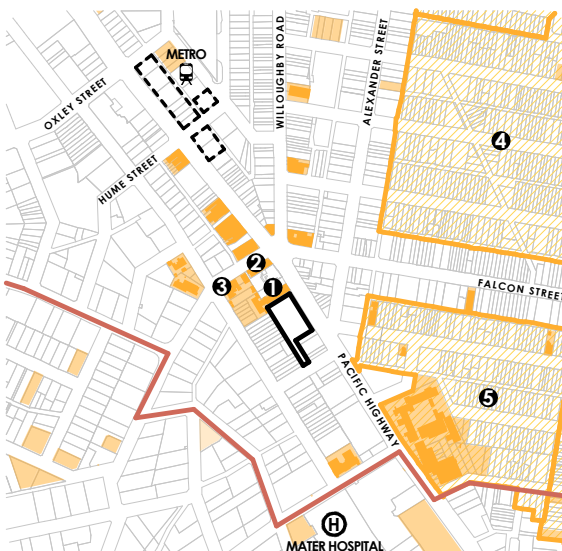 METRO
WILLOUGHBY ROAD
ALEXANDER STREET
OXLEY STREET
4
HUME STREET
2
3
1
FALCON STREET
PACIFIC HIGHWAY
5
H
MATER HOSPITAL